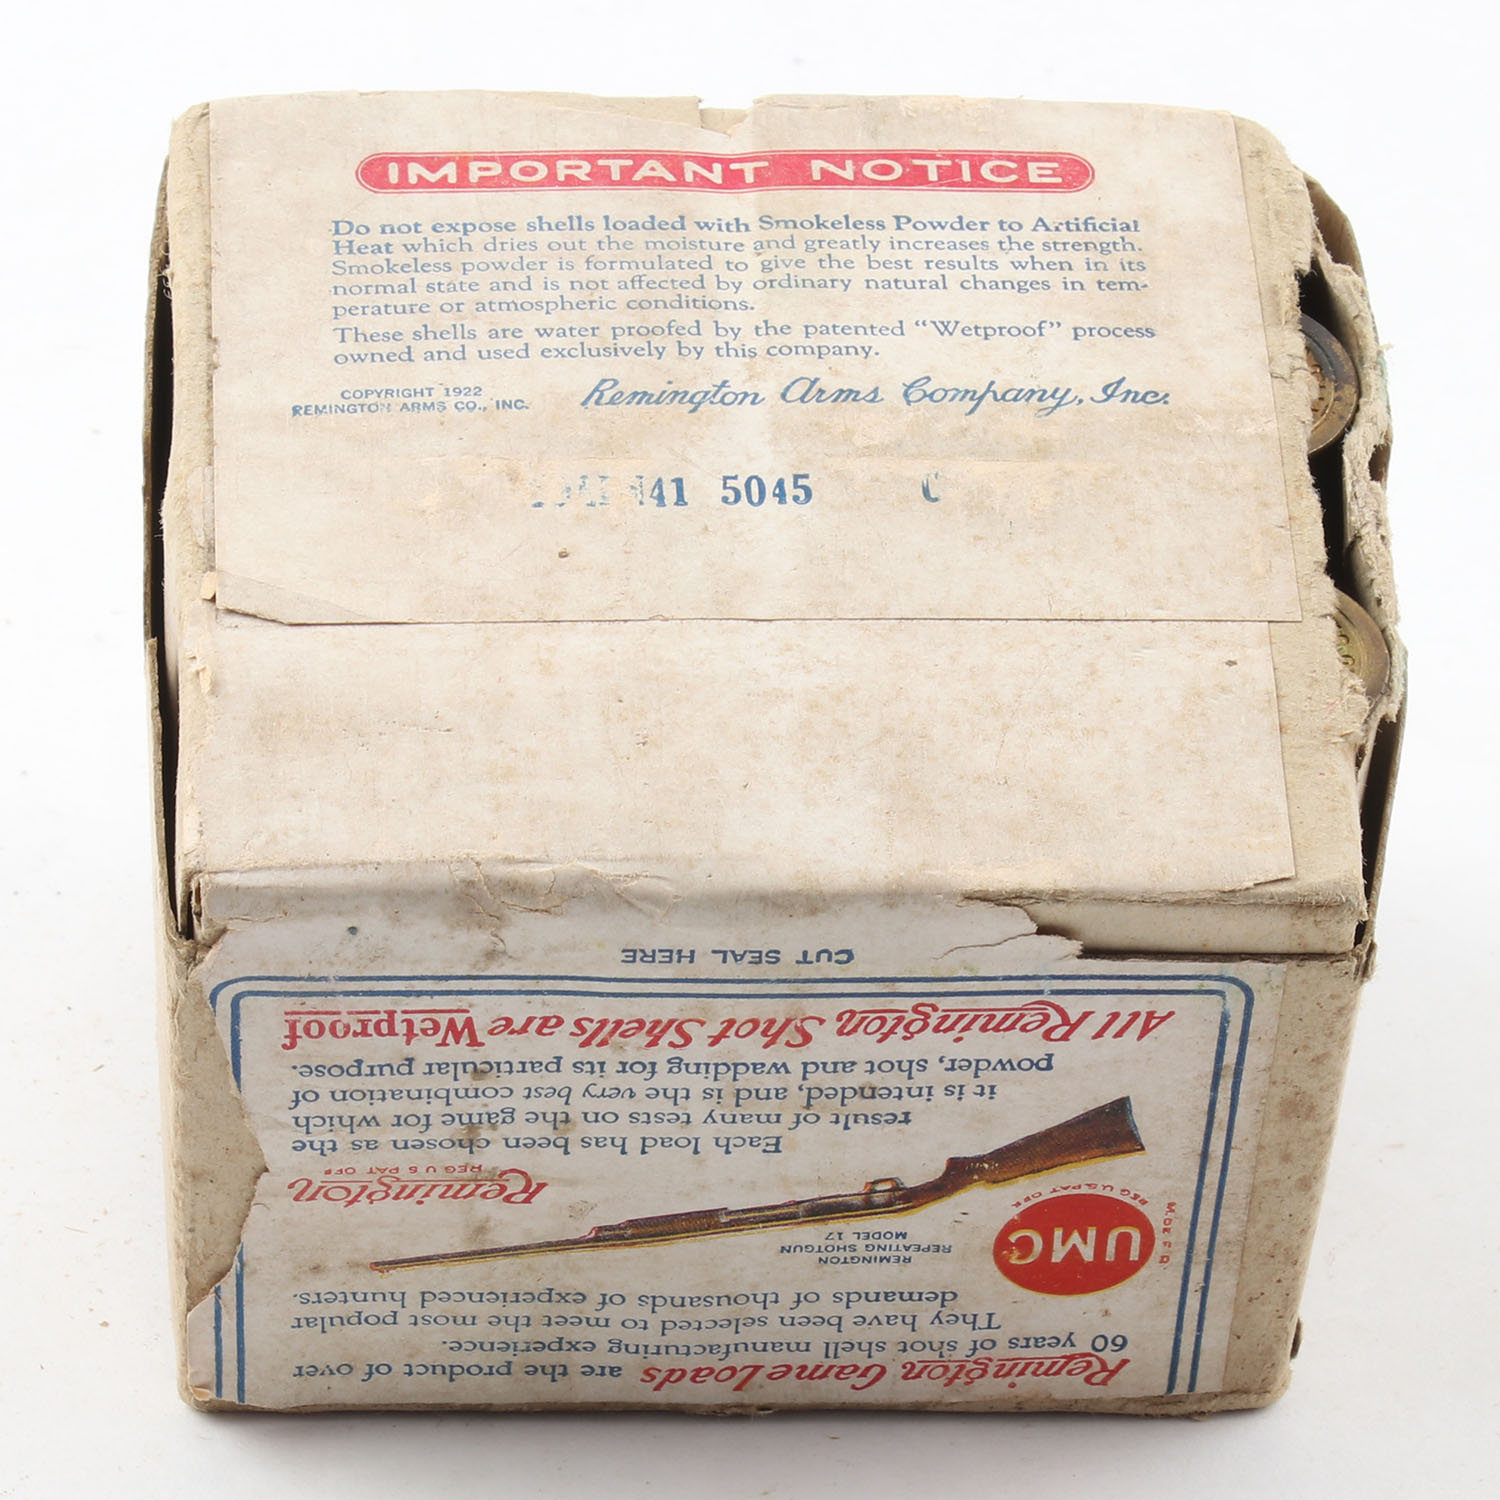 IMPORTANT NOTICE
Do not expose shells loaded with Smokeless Powder to Artificial
Heat which dries out the moisture and greatly increases the strength.
Smokeless powder is formulated to give the best results when in its
normal state and is not affected by ordinary natural changes in tem-
perature or atmospheric conditions.
These shells are water proofed by the patented "Wetproof" process
owned and used exclusively by this company.
COPYRIGHT 1922
REMINGTON ARMS CO., INC.
Remington Arms Company, Inc.
41 5045 C
CUT SEAL HERE
Remington Game Loads are the product of over
60 years of shot shell manufacturing experience.
They have been selected to meet the most popular
demands of thousands of experienced hunters.
UMC
REG U.S. PAT OFF.
M. DE F. R.
REMINGTON
REPEATING SHOTGUN
MODEL 17
Remington
REG U S PAT OFF
Each load has been chosen as the
result of many tests on the game for which
it is intended, and is the very best combination of
powder, shot and wadding for its particular purpose.
All Remington Shot Shells are Wetproof